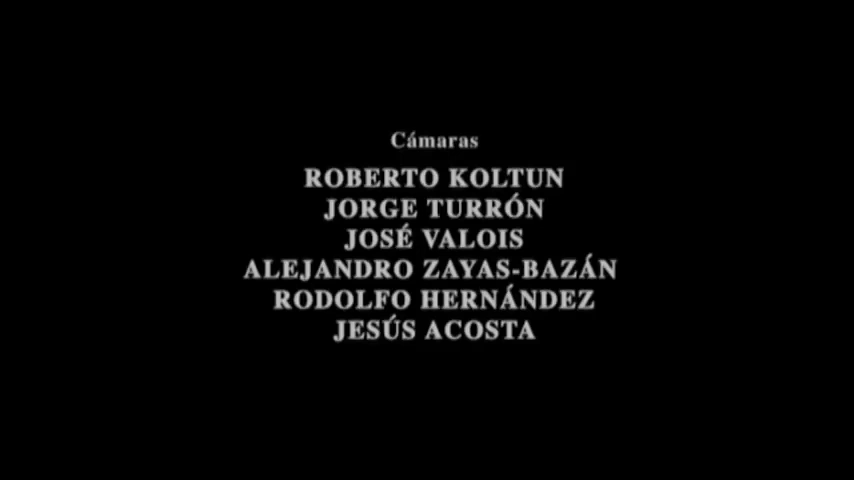 Cámaras
ROBERTO KOLTUN
JORGE TURRÓN
JOSÉ VALOIS
ALEJANDRO ZAYAS-BAZÁN
RODOLFO HERNÁNDEZ
JESÚS ACOSTA